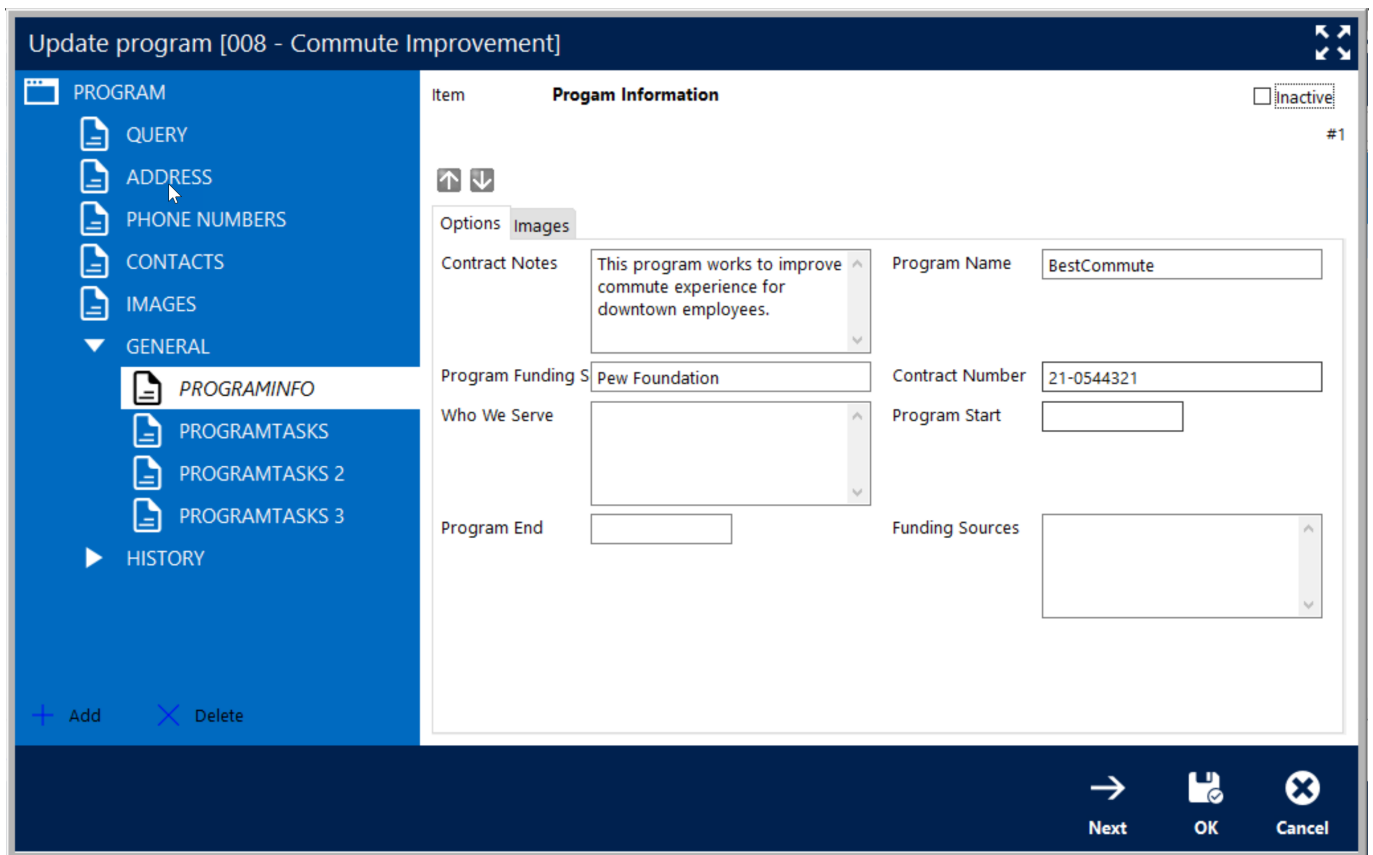 Update program [008 - Commute Improvement]
PROGRAM
QUERY
ADDRESS
PHONE NUMBERS
CONTACTS
IMAGES
GENERAL
PROGRAMINFO
PROGRAMTASKS
PROGRAMTASKS 2
PROGRAMTASKS 3
HISTORY
Add Delete
Item Progam Information Inactive
#1
Options Images
Contract Notes
This program works to improve
commute experience for
downtown employees.
Program Name BestCommute
Program Funding S Pew Foundation
Contract Number 21-0544321
Who We Serve
Program Start
Program End
Funding Sources
Next OK Cancel